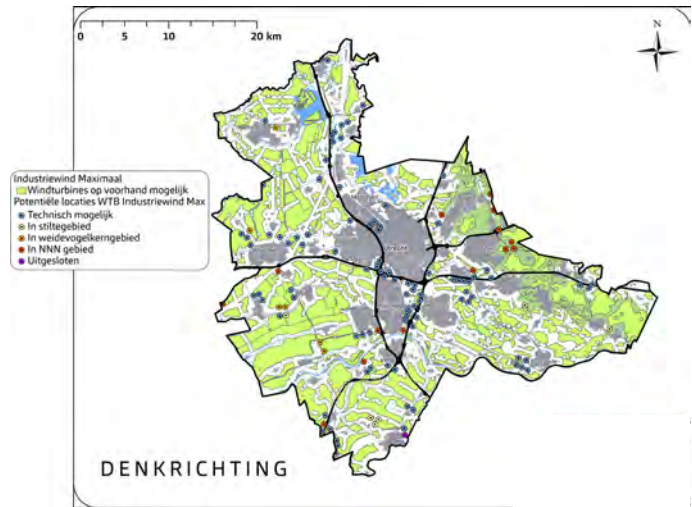 0 5 10 20 km
N
Industriewind Maximaal
Windturbines op voorhand mogelijk
Potentiële locaties WTB Industriewind Max
Technisch mogelijk
In stiltegebied
In weidevogelkerngebied
In NNN gebied
Uitgesloten
Utrecht
DENKRICHTING